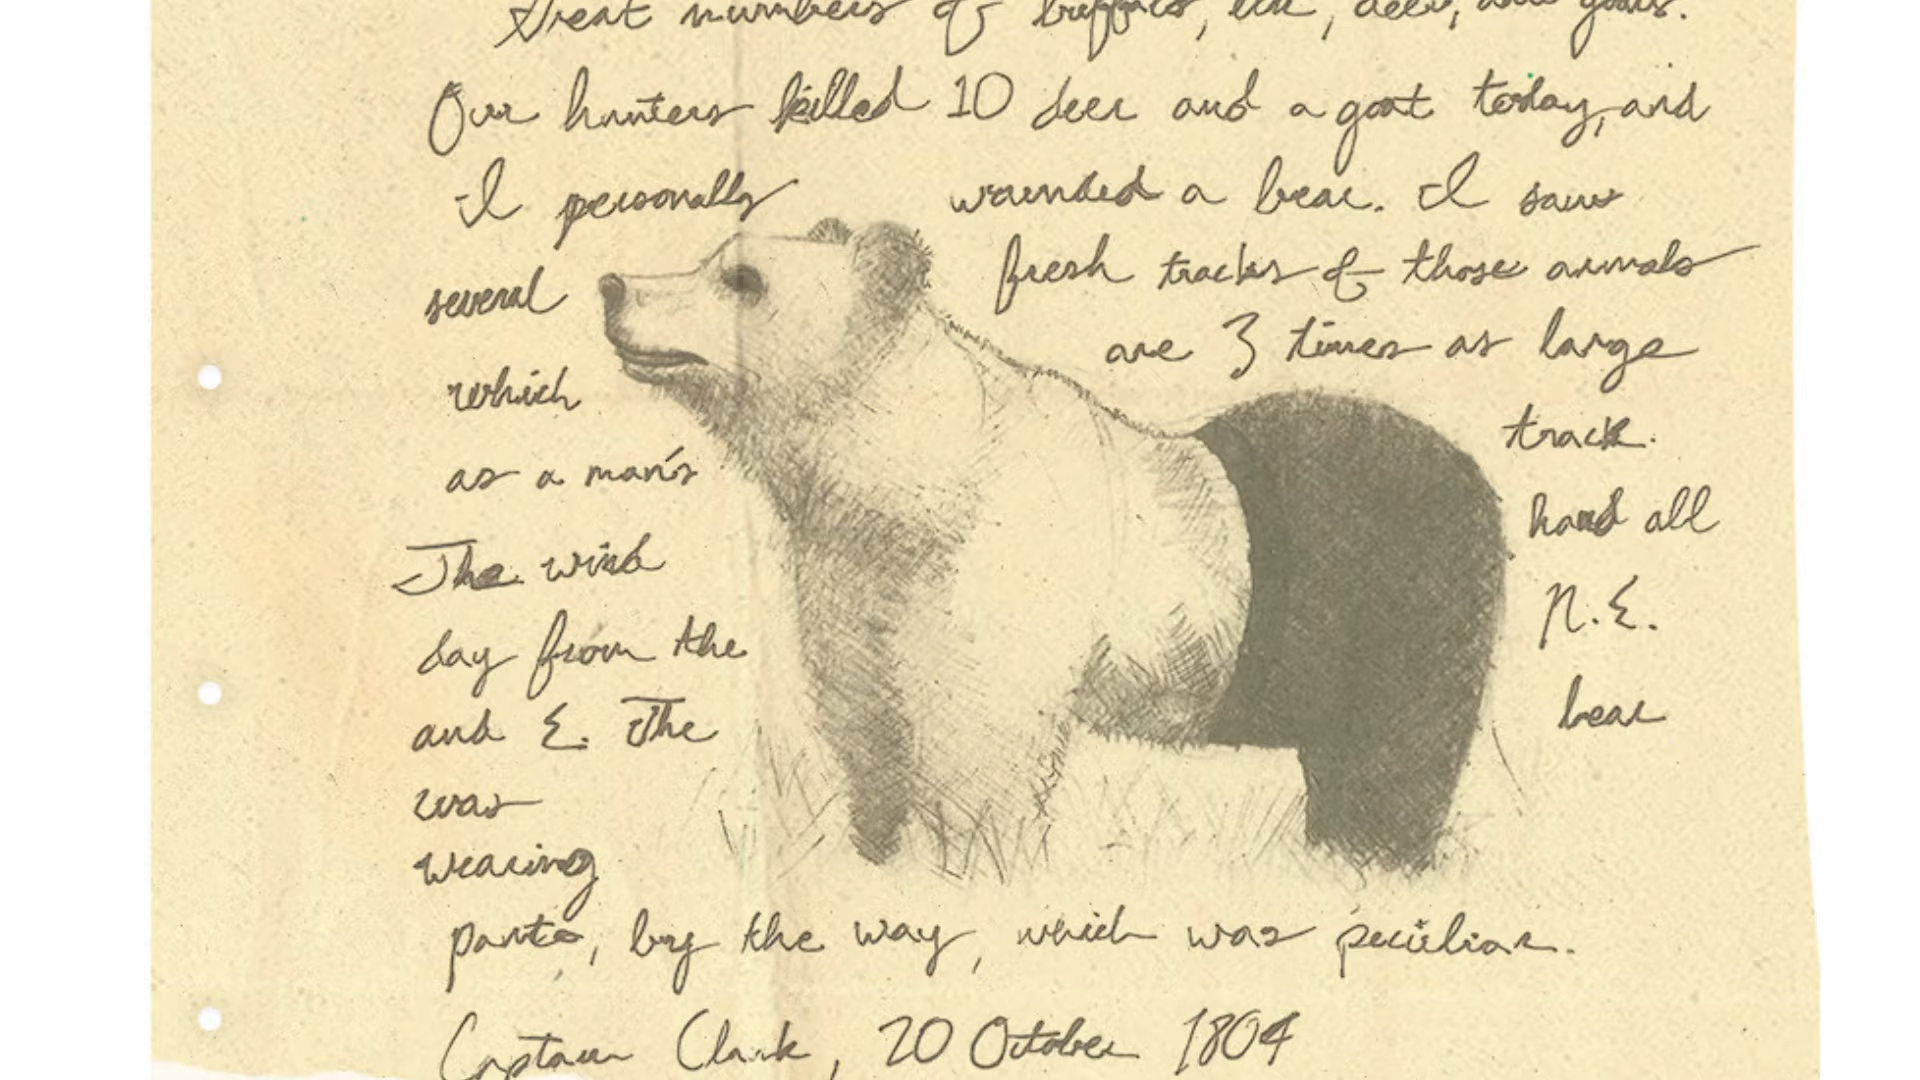 Great numbers of buffalo, elk, deer, and goats.
Our hunters killed 10 deer and a goat today, and
I personally wounded a bear. I saw
several fresh tracks of those animals
which are 3 times as large
as a man's track.
The wind hard all
day from the N.E.
and E. The bear
was
wearing
pants, by the way, which was peculiar.
Captain Clark, 20 October 1804